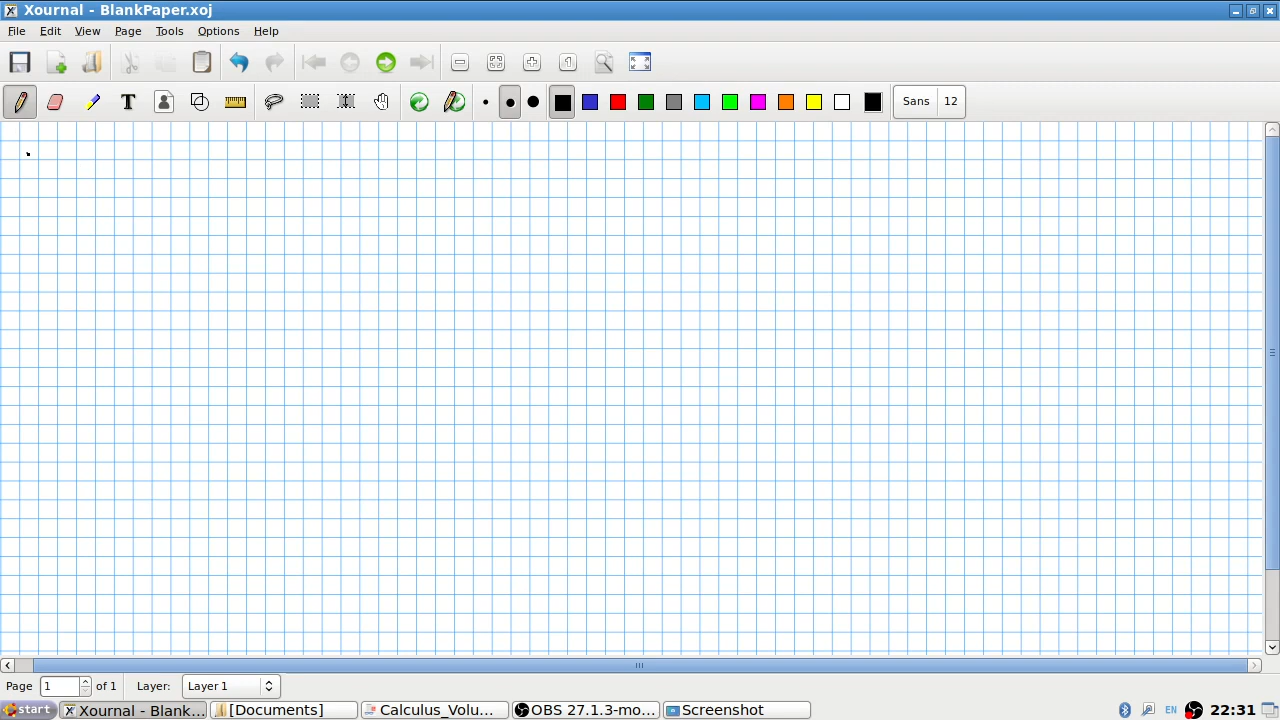 Xournal - BlankPaper.xoj
File Edit View Page Tools Options Help
T Sans 12
Page 1 of 1 Layer: Layer 1
start Xournal - Blank... [Documents] Calculus_Volu... OBS 27.1.3-mo... Screenshot EN 22:31